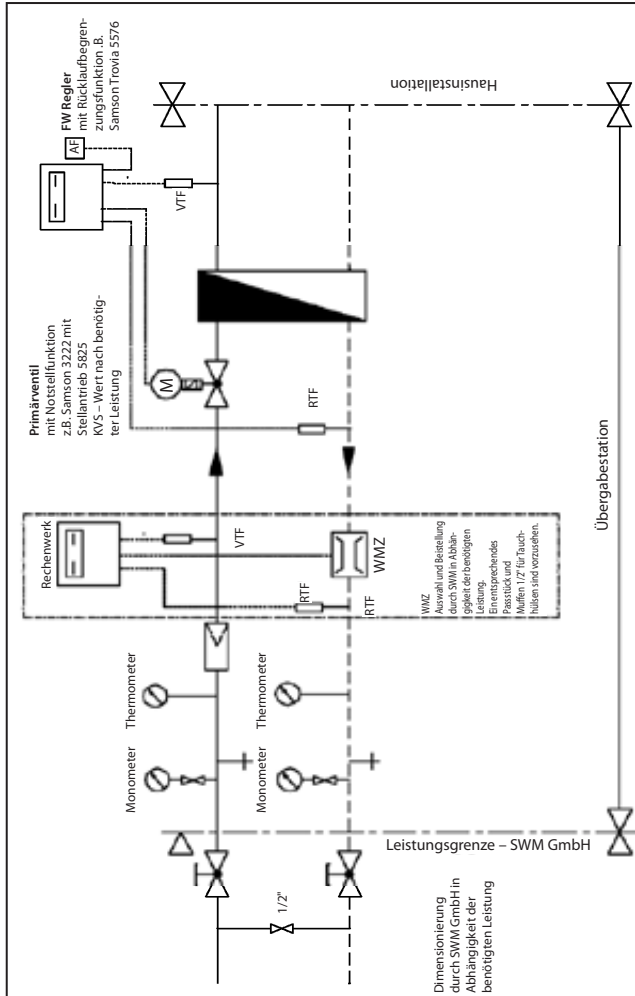 FW Regler
mit Rücklaufbegren-
zungsfunktion .B.
Samson Trovia 5576
AF
VTF
Hausinstallation
Primärventil
mit Notstellfunktion
z.B. Samson 3222 mit
Stellantrieb 5825
KVS – Wert nach benötig-
ter Leistung
M
RTF
Rechenwerk
VTF
RTF
WMZ
RTF
WMZ
Auswahl und Beistellung
durch SWM in Abhän-
gigkeit der benötigten
Leistung.
Ein entsprechendes
Passstück und
Muffen 1/2" für Tauch-
hülsen sind vorzusehen.
Übergabestation
Thermometer
Thermometer
Monometer
Monometer
Leistungsgrenze – SWM GmbH
1/2"
Dimensionierung
durch SWM GmbH in
Abhängigkeit der
benötigten Leistung